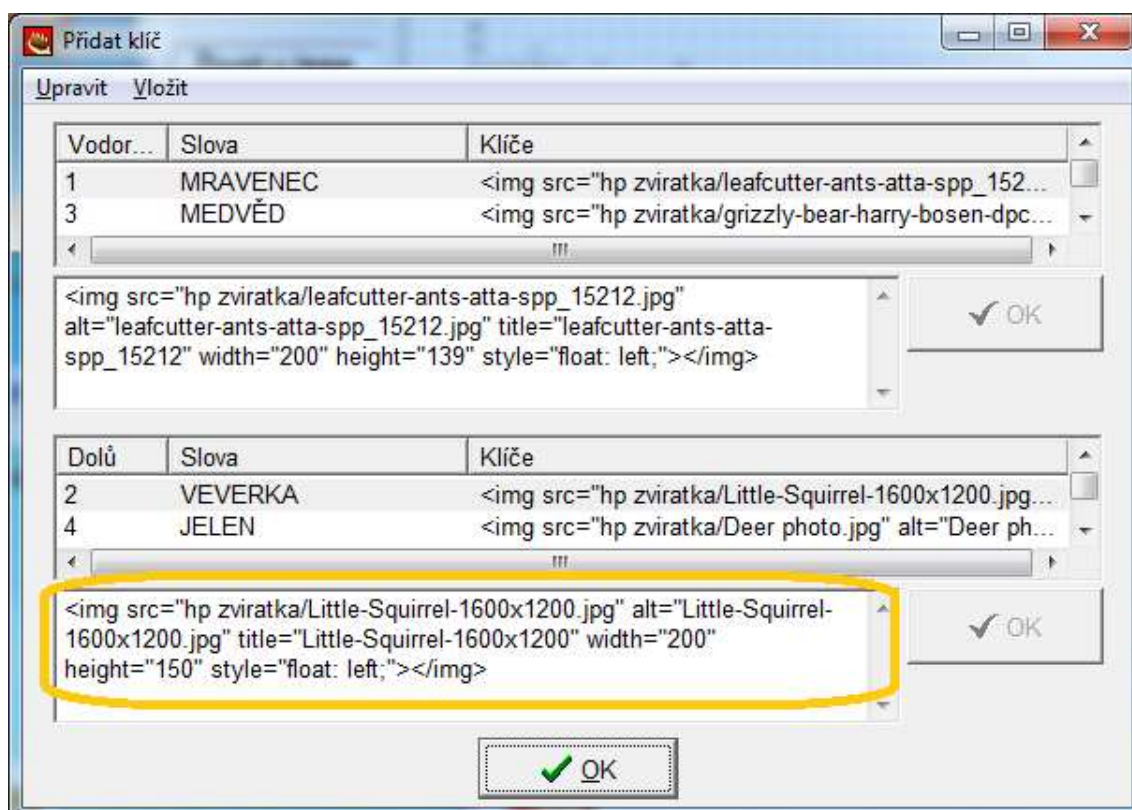 Přidat klíč
Upravit Vložit
Vodor... Slova Klíče
1 MRAVENEC <img src="hp zviratka/leafcutter-ants-atta-spp_152...
3 MEDVĚD <img src="hp zviratka/grizzly-bear-harry-bosen-dpc...
<img src="hp zviratka/leafcutter-ants-atta-spp_15212.jpg"
alt="leafcutter-ants-atta-spp_15212.jpg" title="leafcutter-ants-atta-
spp_15212" width="200" height="139" style="float: left;"></img>
OK
Dolů Slova Klíče
2 VEVERKA <img src="hp zviratka/Little-Squirrel-1600x1200.jpg...
4 JELEN <img src="hp zviratka/Deer photo.jpg" alt="Deer ph...
<img src="hp zviratka/Little-Squirrel-1600x1200.jpg" alt="Little-Squirrel-
1600x1200.jpg" title="Little-Squirrel-1600x1200" width="200"
height="150" style="float: left;"></img>
OK
OK